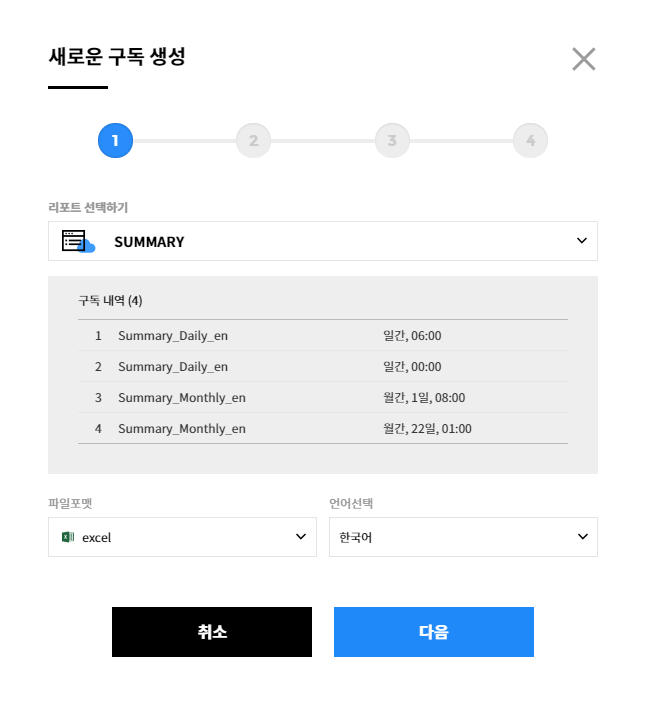 새로운 구독 생성
1 2 3 4
리포트 선택하기
SUMMARY
구독 내역 (4)
1 Summary_Daily_en 일간, 06:00
2 Summary_Daily_en 일간, 00:00
3 Summary_Monthly_en 월간, 1일, 08:00
4 Summary_Monthly_en 월간, 22일, 01:00
파일포맷 언어선택
excel 한국어
취소 다음